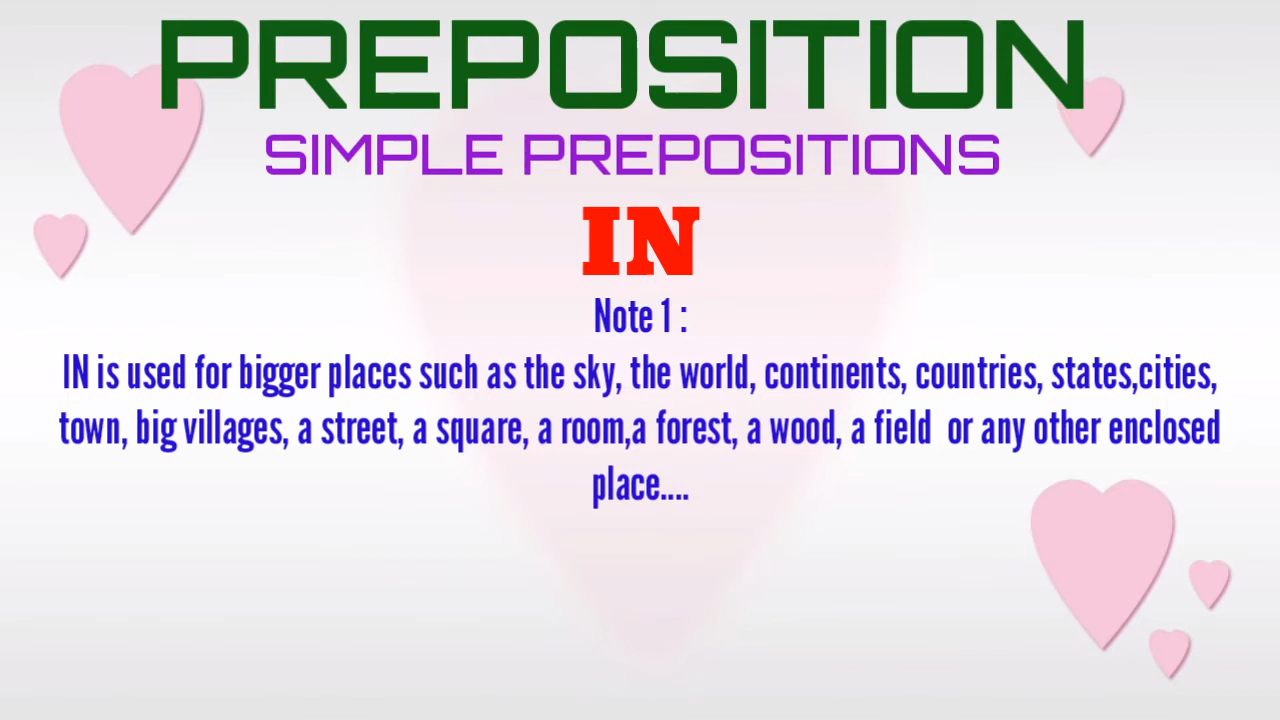 PREPOSITION
SIMPLE PREPOSITIONS
IN
Note 1 :
IN is used for bigger places such as the sky, the world, continents, countries, states,cities,
town, big villages, a street, a square, a room,a forest, a wood, a field  or any other enclosed
place....